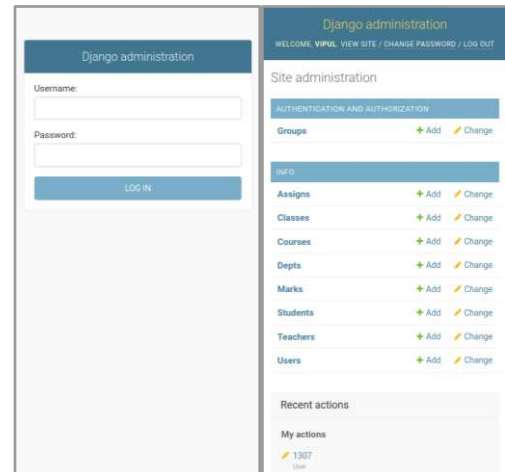 Django administration
Username:
Password:
LOG IN
Django administration
WELCOME, VIPUL. VIEW SITE / CHANGE PASSWORD / LOG OUT
Site administration
AUTHENTICATION AND AUTHORIZATION
Groups + Add Change
INFO
Assigns + Add Change
Classes + Add Change
Courses + Add Change
Depts + Add Change
Marks + Add Change
Students + Add Change
Teachers + Add Change
Users + Add Change
Recent actions
My actions
1307
User